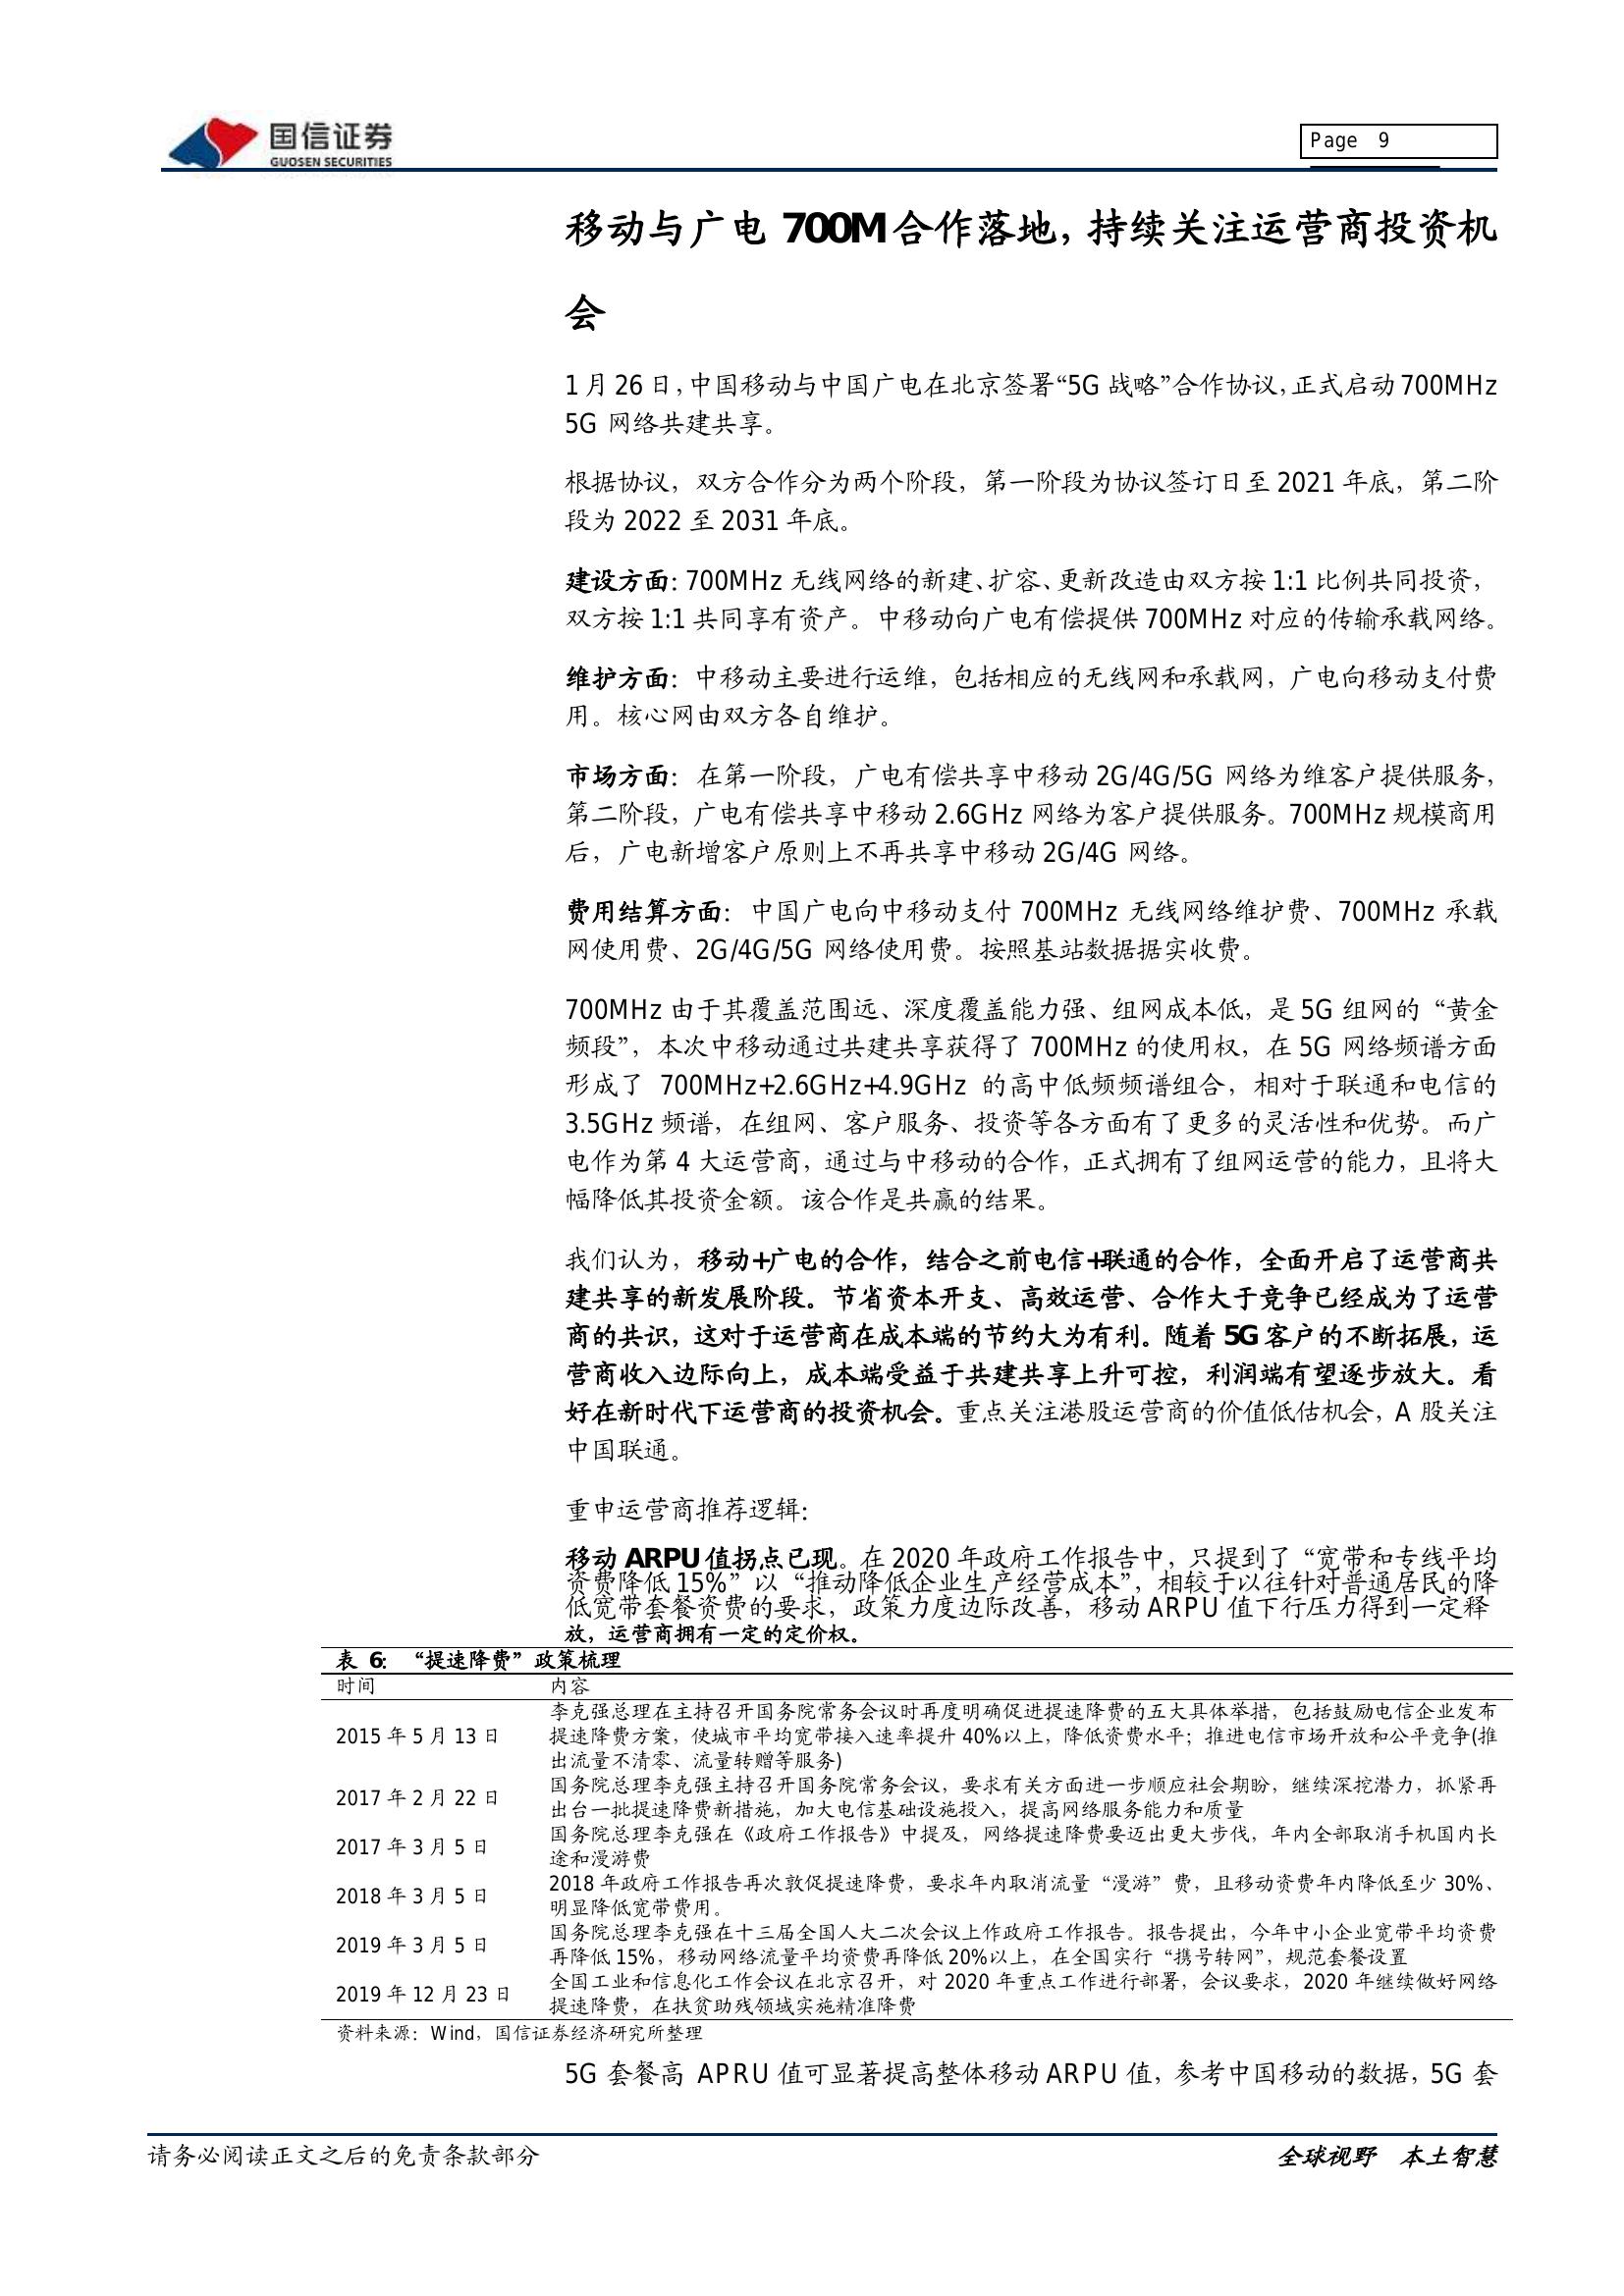 国信证券
GUOSEN SECURITIES
Page 9
移动与广电 700M 合作落地，持续关注运营商投资机
会
1 月 26 日，中国移动与中国广电在北京签署“5G 战略”合作协议，正式启动 700MHz
5G 网络共建共享。
根据协议，双方合作分为两个阶段，第一阶段为协议签订日至 2021 年底，第二阶
段为 2022 至 2031 年底。
建设方面：700MHz 无线网络的新建、扩容、更新改造由双方按 1:1 比例共同投资，
双方按 1:1 共同享有资产。中移动向广电有偿提供 700MHz 对应的传输承载网络。
维护方面：中移动主要进行运维，包括相应的无线网和承载网，广电向移动支付费
用。核心网由双方各自维护。
市场方面：在第一阶段，广电有偿共享中移动 2G/4G/5G 网络为维客户提供服务，
第二阶段，广电有偿共享中移动 2.6GHz 网络为客户提供服务。700MHz 规模商用
后，广电新增客户原则上不再共享中移动 2G/4G 网络。
费用结算方面：中国广电向中移动支付 700MHz 无线网络维护费、700MHz 承载
网使用费、2G/4G/5G 网络使用费。按照基站数据据实收费。
700MHz 由于其覆盖范围远、深度覆盖能力强、组网成本低，是 5G 组网的“黄金
频段”，本次中移动通过共建共享获得了 700MHz 的使用权，在 5G 网络频谱方面
形成了 700MHz+2.6GHz+4.9GHz 的高中低频频谱组合，相对于联通和电信的
3.5GHz 频谱，在组网、客户服务、投资等各方面有了更多的灵活性和优势。而广
电作为第 4 大运营商，通过与中移动的合作，正式拥有了组网运营的能力，且将大
幅降低其投资金额。该合作是共赢的结果。
我们认为，移动+广电的合作，结合之前电信+联通的合作，全面开启了运营商共
建共享的新发展阶段。节省资本开支、高效运营、合作大于竞争已经成为了运营
商的共识，这对于运营商在成本端的节约大为有利。随着 5G 客户的不断拓展，运
营商收入边际向上，成本端受益于共建共享上升可控，利润端有望逐步放大。看
好在新时代下运营商的投资机会。重点关注港股运营商的价值低估机会，A 股关注
中国联通。
重申运营商推荐逻辑：
移动 ARPU 值拐点已现。在 2020 年政府工作报告中，只提到了“宽带和专线平均
资费降低 15%”以“推动降低企业生产经营成本”，相较于以往针对普通居民的降
低宽带套餐资费的要求，政策力度边际改善，移动 ARPU 值下行压力得到一定释
放，运营商拥有一定的定价权。
表 6：“提速降费”政策梳理
时间 内容
2015 年 5 月 13 日 李克强总理在主持召开国务院常务会议时再度明确促进提速降费的五大具体举措，包括鼓励电信企业发布
提速降费方案，使城市平均宽带接入速率提升 40%以上，降低资费水平；推进电信市场开放和公平竞争(推
出流量不清零、流量转赠等服务)
2017 年 2 月 22 日 国务院总理李克强主持召开国务院常务会议，要求有关方面进一步顺应社会期盼，继续深挖潜力，抓紧再
出台一批提速降费新措施，加大电信基础设施投入，提高网络服务能力和质量
2017 年 3 月 5 日 国务院总理李克强在《政府工作报告》中提及，网络提速降费要迈出更大步伐，年内全部取消手机国内长
途和漫游费
2018 年 3 月 5 日 2018 年政府工作报告再次敦促提速降费，要求年内取消流量“漫游”费，且移动资费年内降低至少 30%、
明显降低宽带费用。
2019 年 3 月 5 日 国务院总理李克强在十三届全国人大二次会议上作政府工作报告。报告提出，今年中小企业宽带平均资费
再降低 15%，移动网络流量平均资费再降低 20%以上，在全国实行“携号转网”，规范套餐设置
2019 年 12 月 23 日 全国工业和信息化工作会议在北京召开，对 2020 年重点工作进行部署，会议要求，2020 年继续做好网络
提速降费，在扶贫助残领域实施精准降费
资料来源：Wind，国信证券经济研究所整理
5G 套餐高 APRU 值可显著提高整体移动 ARPU 值，参考中国移动的数据，5G 套
请务必阅读正文之后的免责条款部分
全球视野 本土智慧